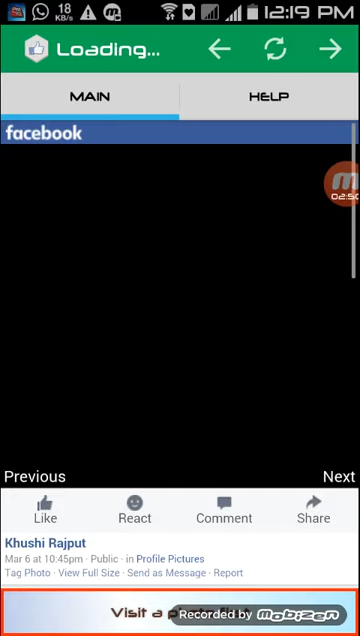 18
KB/s
12:19 PM
Loading...
MAIN
HELP
facebook
02:50
Previous
Next
Like
React
Comment
Share
Khushi Rajput
Mar 6 at 10:45pm · Public · in Profile Pictures
Tag Photo · View Full Size · Send as Message · Report
Visit a
Recorded by mobizen